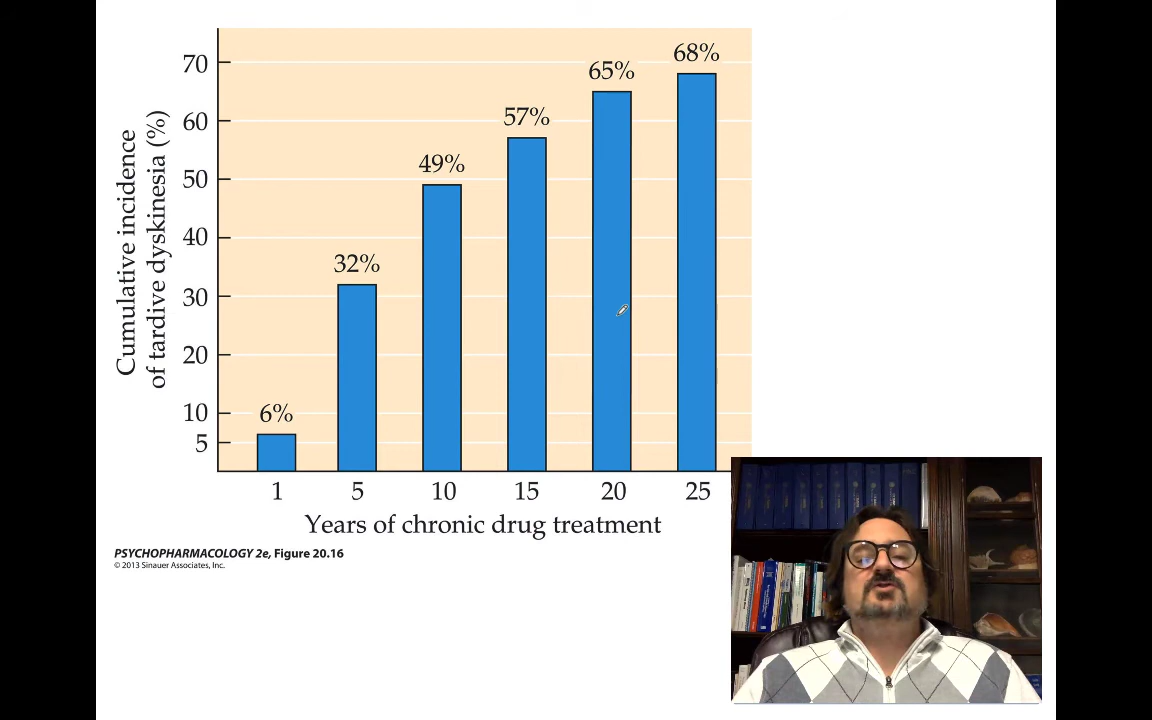 70
60
50
40
30
20
10
5
Cumulative incidence
of tardive dyskinesia (%)
6%
32%
49%
57%
65%
68%
1 5 10 15 20 25
Years of chronic drug treatment
PSYCHOPHARMACOLOGY 2e, Figure 20.16
© 2013 Sinauer Associates, Inc.